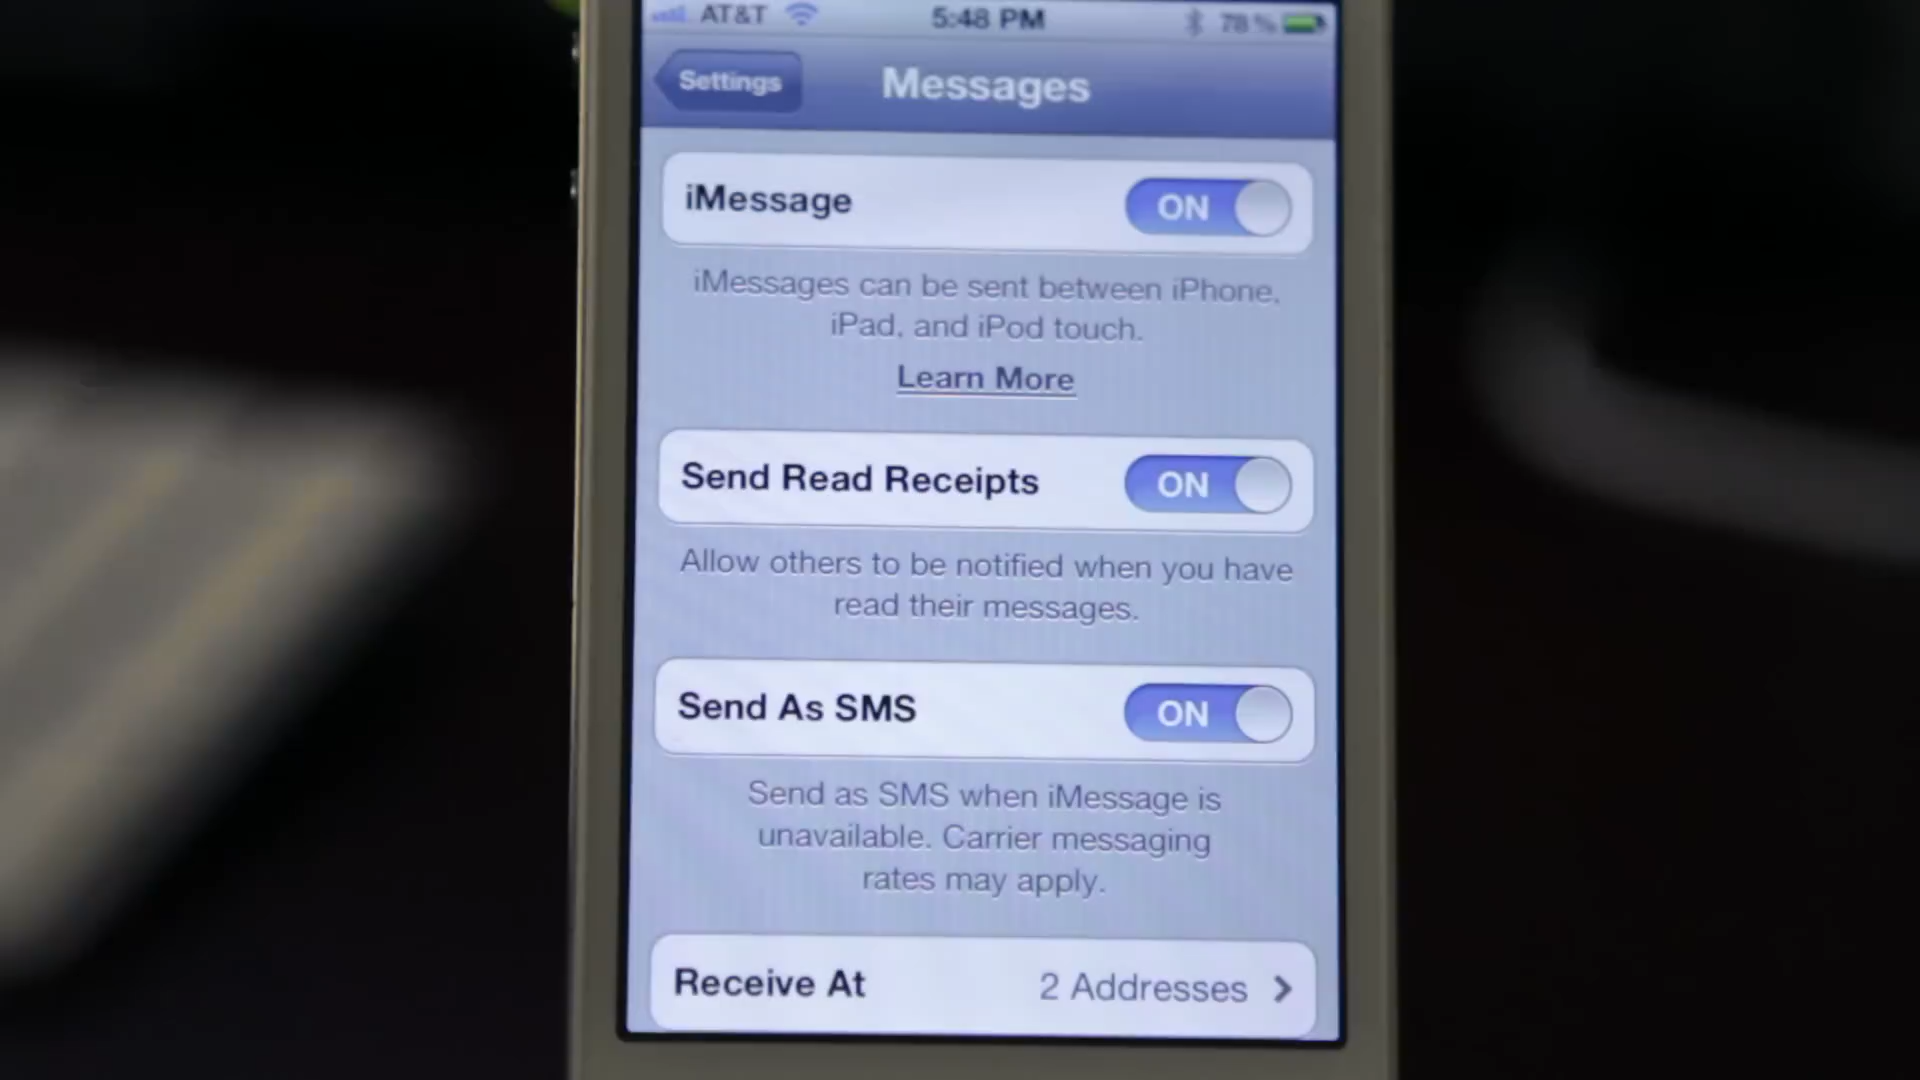 AT&T 5:48 PM 78%
Settings Messages
iMessage ON
iMessages can be sent between iPhone,
iPad, and iPod touch.
Learn More
Send Read Receipts ON
Allow others to be notified when you have
read their messages.
Send As SMS ON
Send as SMS when iMessage is
unavailable. Carrier messaging
rates may apply.
Receive At 2 Addresses